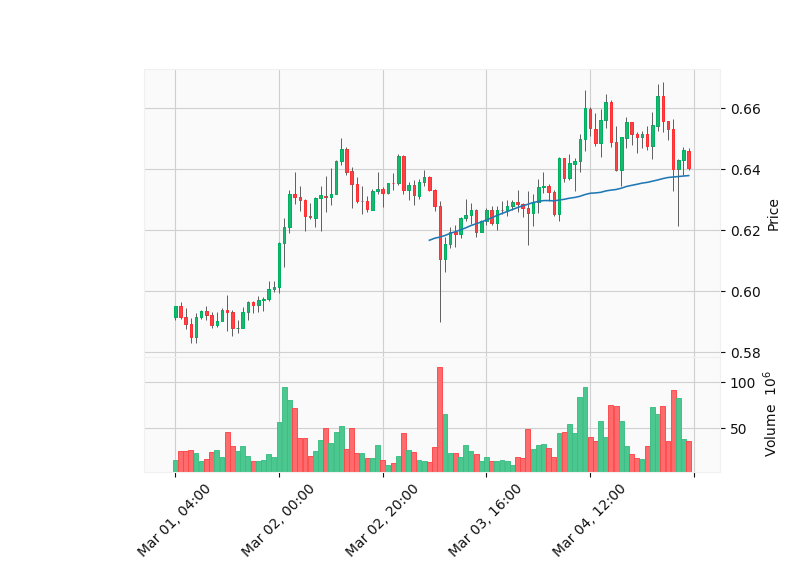 0.66
0.64
0.62
0.60
0.58
Price
100
50
Volume 10^6
Mar 01, 04:00
Mar 02, 00:00
Mar 02, 20:00
Mar 03, 16:00
Mar 04, 12:00